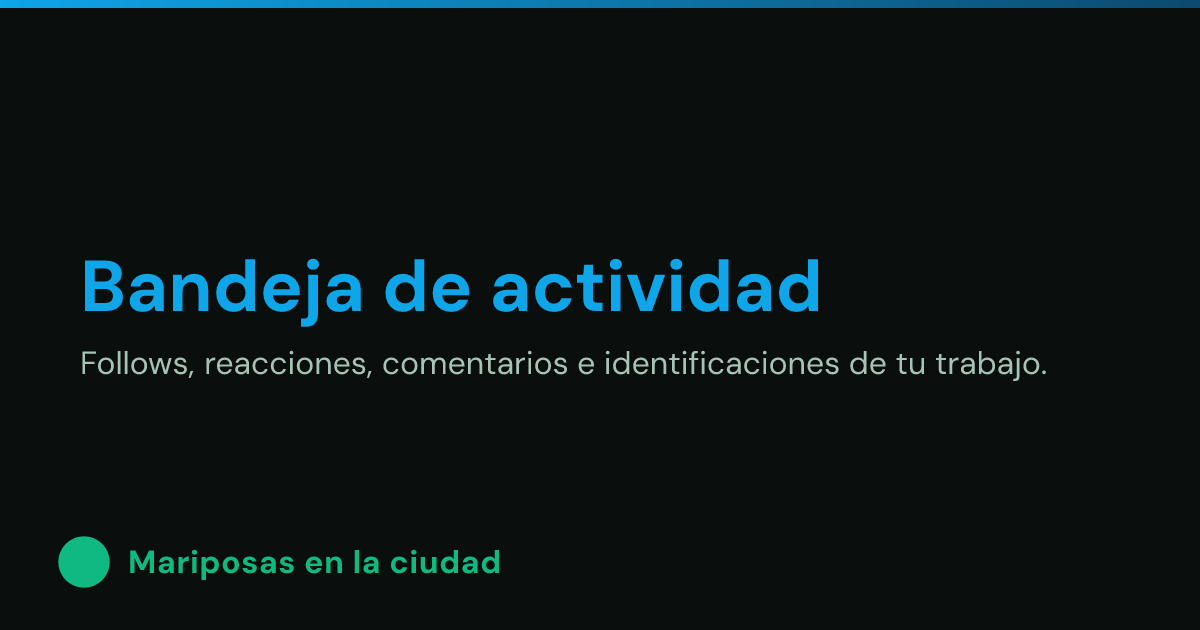 Bandeja de actividad
Follows, reacciones, comentarios e identificaciones de tu trabajo.
Mariposas en la ciudad